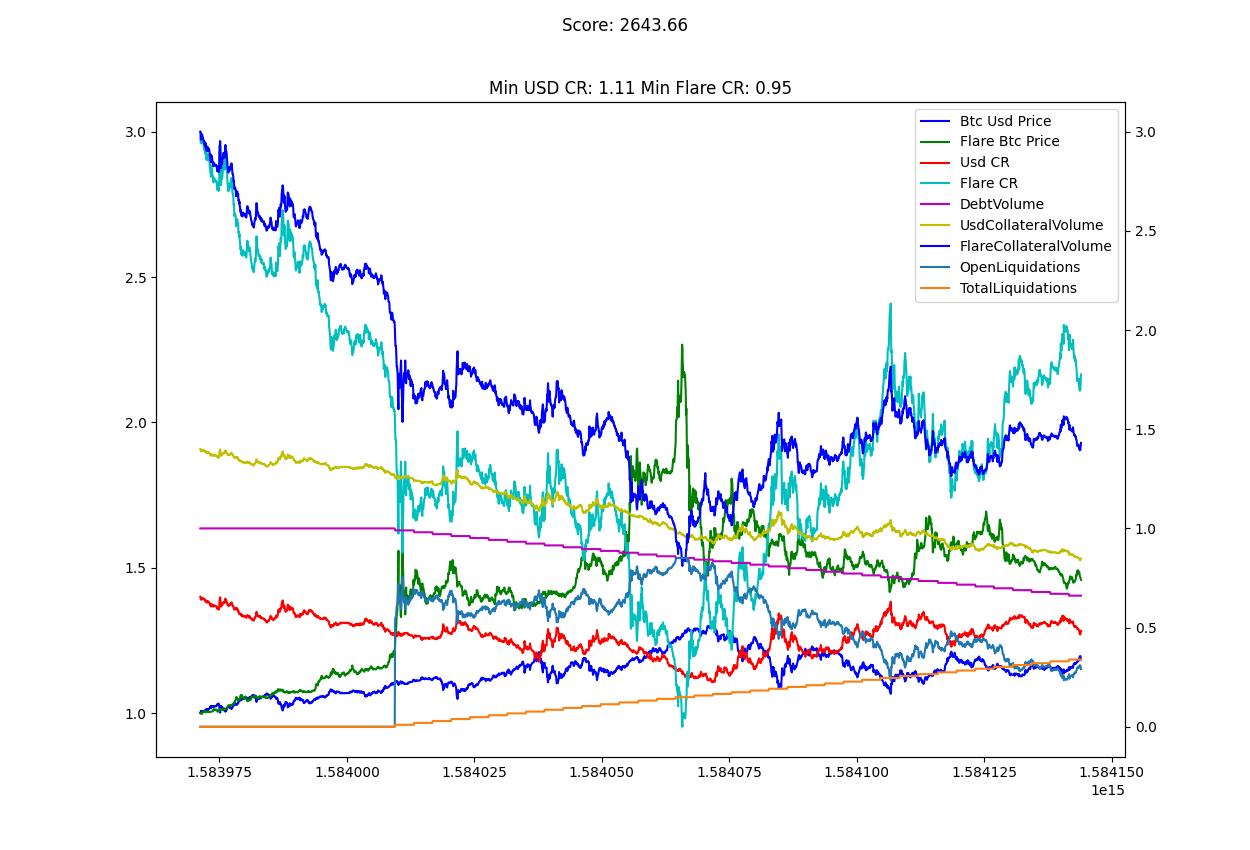 Score: 2643.66
Min USD CR: 1.11 Min Flare CR: 0.95
Btc Usd Price
Flare Btc Price
Usd CR
Flare CR
DebtVolume
UsdCollateralVolume
FlareCollateralVolume
OpenLiquidations
TotalLiquidations
3.0
2.5
2.0
1.5
1.0
3.0
2.5
2.0
1.5
1.0
0.5
0.0
1.583975 1.584000 1.584025 1.584050 1.584075 1.584100 1.584125 1.584150
1e15